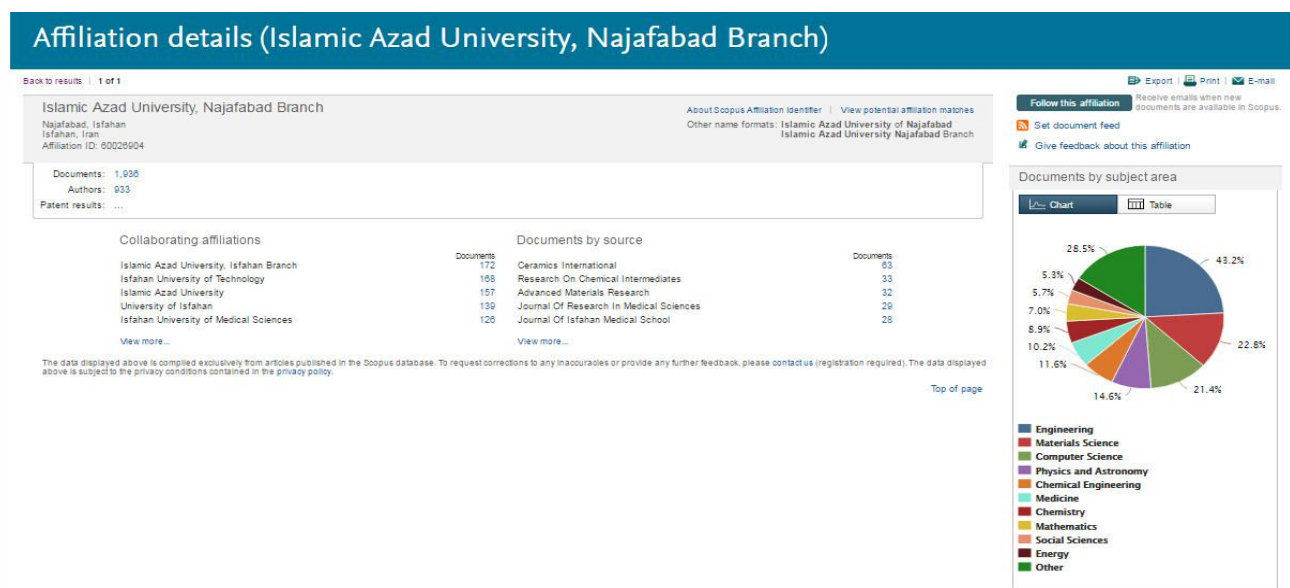 Affiliation details (Islamic Azad University, Najafabad Branch)
Back to results | 1 of 1
Export | Print | E-mail
Islamic Azad University, Najafabad Branch
Najafabad, Isfahan
Isfahan, Iran
Affiliation ID: 60026904
About Scopus Affiliation Identifier | View potential affiliation matches
Other name formats: Islamic Azad University of Najafabad
Islamic Azad University Najafabad Branch
Documents: 1,936
Authors: 933
Patent results: ...
Collaborating affiliations
Documents
Islamic Azad University, Isfahan Branch 172
Isfahan University of Technology 168
Islamic Azad University 157
University of Isfahan 139
Isfahan University of Medical Sciences 126
View more...
Documents by source
Documents
Ceramics International 63
Research On Chemical Intermediates 33
Advanced Materials Research 32
Journal Of Research In Medical Sciences 29
Journal Of Isfahan Medical School 28
View more...
The data displayed above is compiled exclusively from articles published in the Scopus database. To request corrections to any inaccuracies or provide any further feedback, please contact us (registration required). The data displayed
above is subject to the privacy conditions contained in the privacy policy.
Top of page
Follow this affiliation
Receive emails when new
documents are available in Scopus.
Set document feed
Give feedback about this affiliation
Documents by subject area
Chart
Table
28.5%
43.2%
5.3%
5.7%
7.0%
8.9%
10.2%
22.8%
11.6%
21.4%
14.6%
Engineering
Materials Science
Computer Science
Physics and Astronomy
Chemical Engineering
Medicine
Chemistry
Mathematics
Social Sciences
Energy
Other